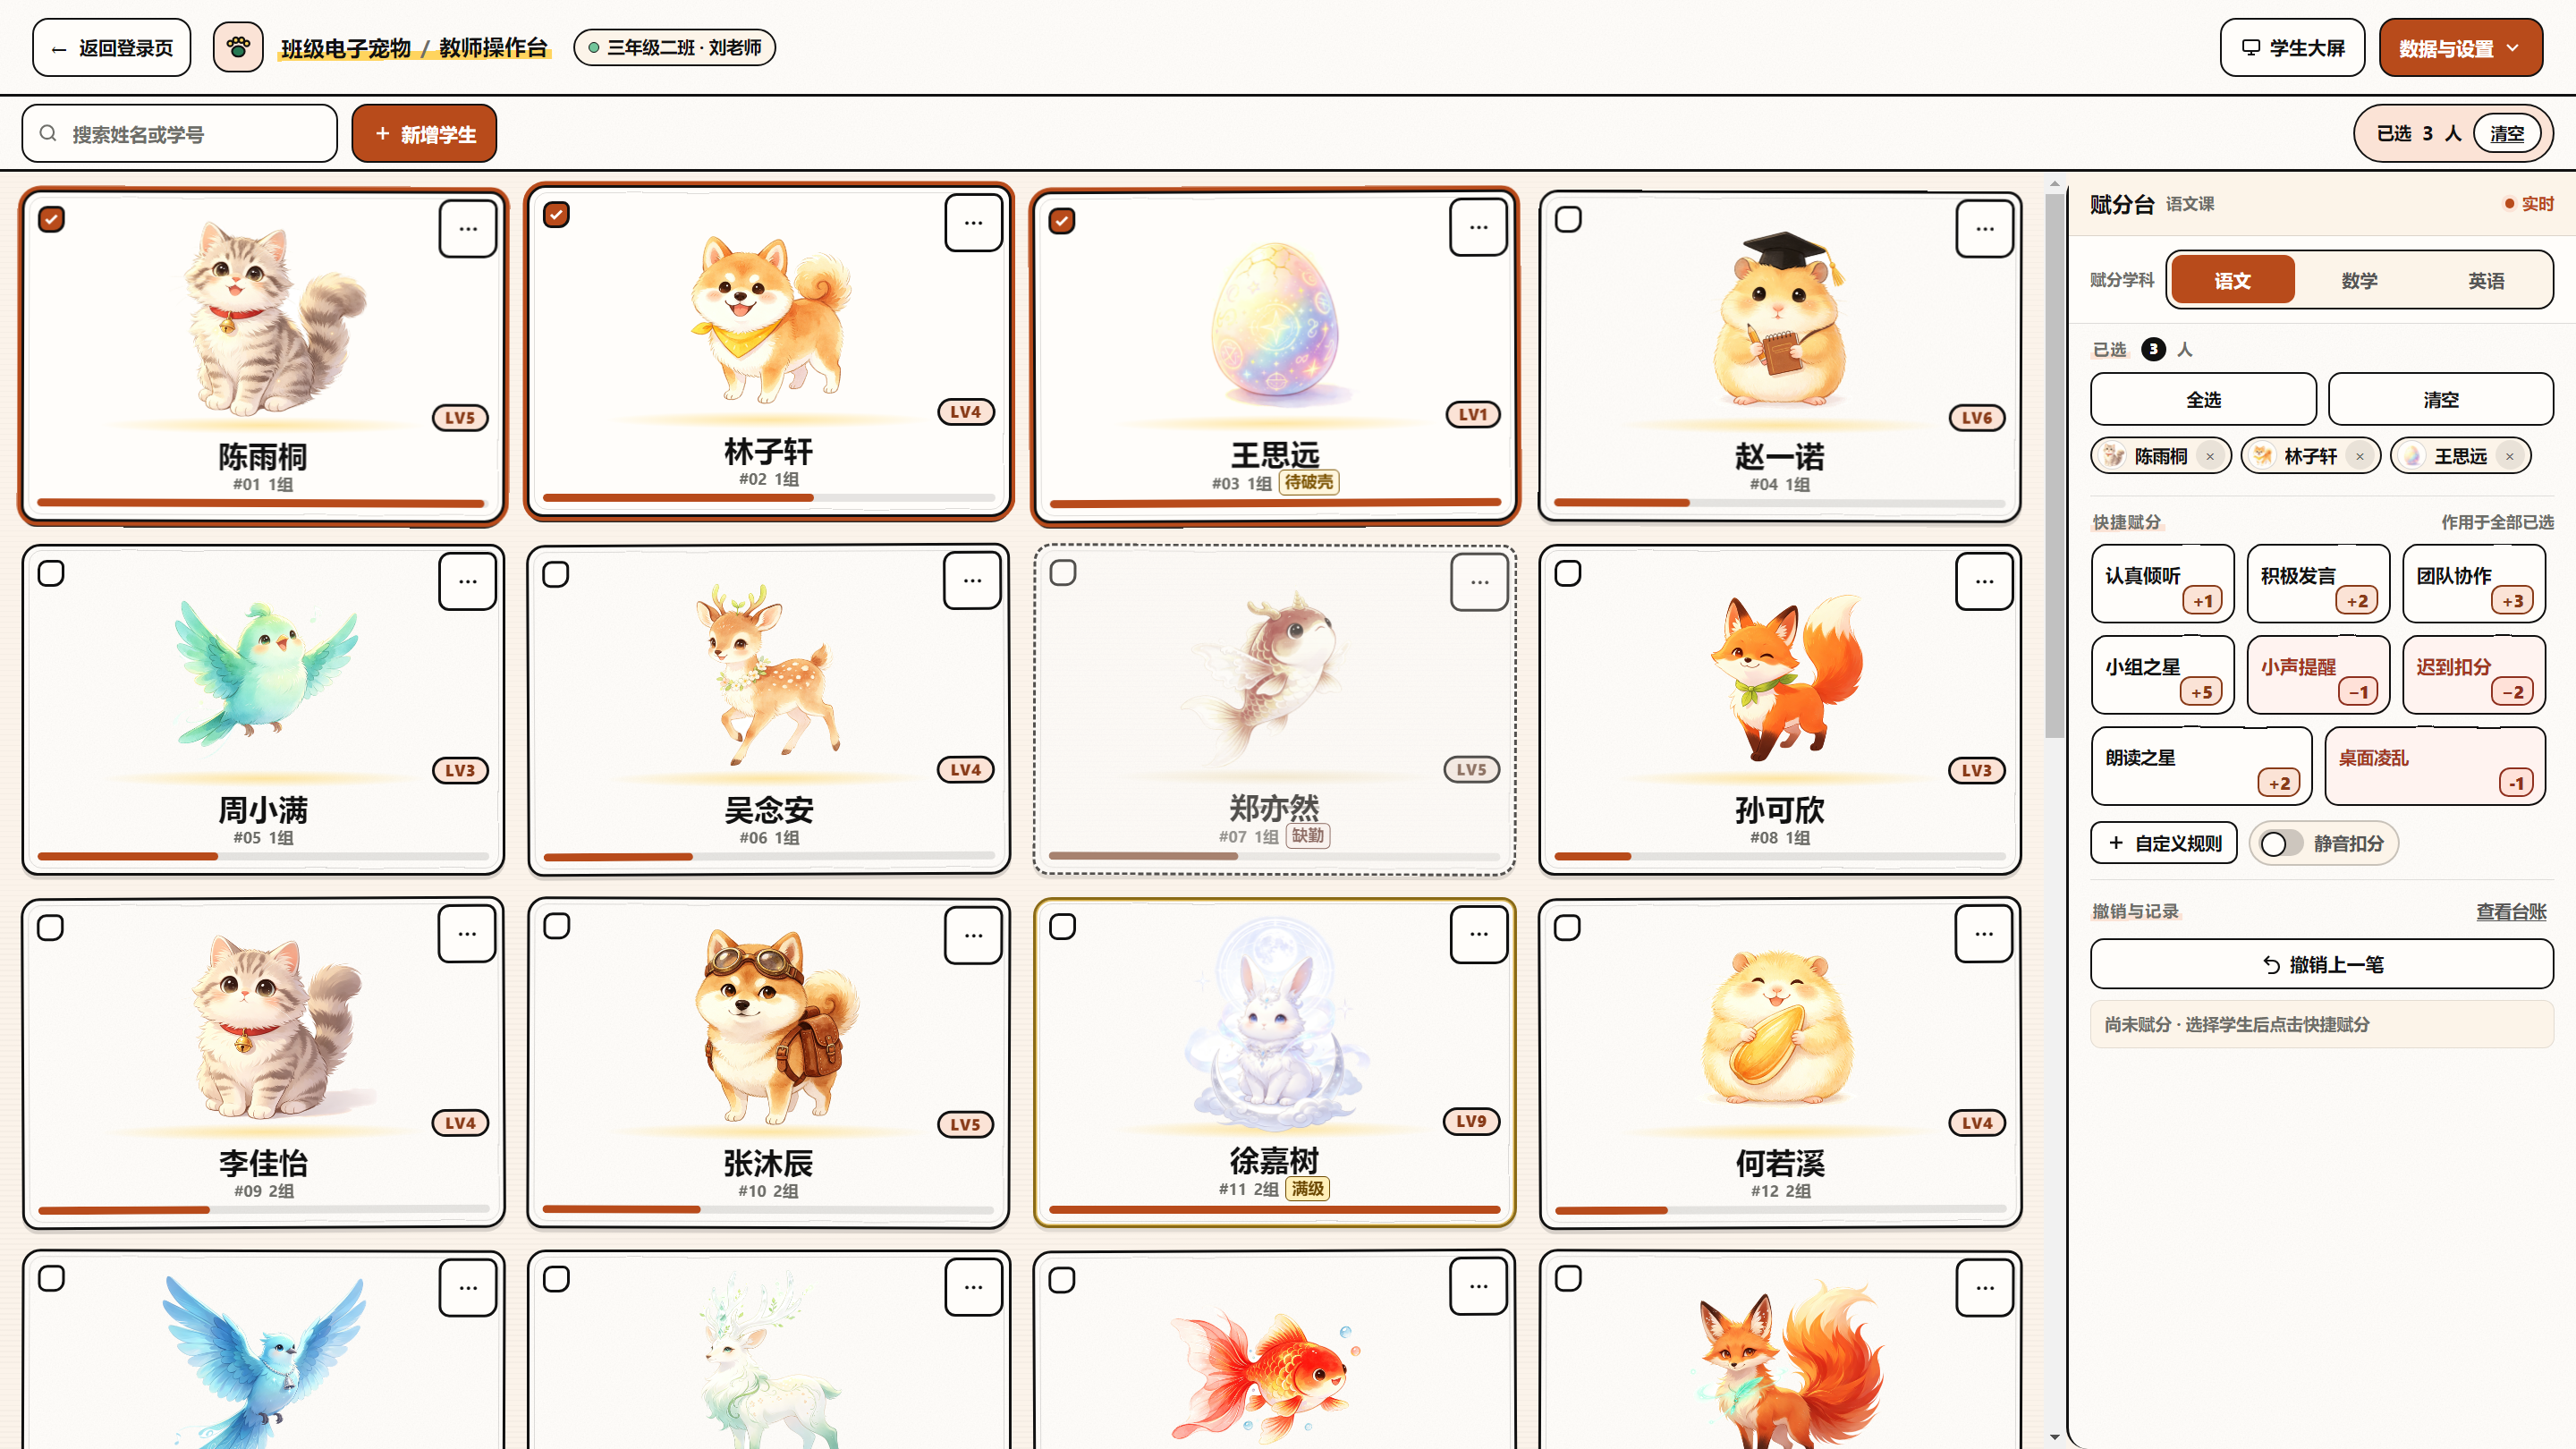 ← 返回登录页
班级电子宠物 / 教师操作台
三年级二班 · 刘老师
学生大屏
数据与设置
搜索姓名或学号
+ 新增学生
已选 3 人 清空
LV5
陈雨桐
#01 1组
LV4
林子轩
#02 1组
LV1
王思远
#03 1组 待破壳
LV6
赵一诺
#04 1组
LV3
周小满
#05 1组
LV4
吴念安
#06 1组
LV5
郑亦然
#07 1组 缺勤
LV3
孙可欣
#08 1组
LV4
李佳怡
#09 2组
LV5
张沐辰
#10 2组
LV9
徐嘉树
#11 2组 满级
LV4
何若溪
#12 2组
赋分台 语文课
实时
赋分学科 语文 数学 英语
已选 3 人
全选 清空
陈雨桐 × 林子轩 × 王思远 ×
快捷赋分 作用于全部已选
认真倾听 +1
积极发言 +2
团队协作 +3
小组之星 +5
小声提醒 −1
迟到扣分 −2
朗读之星 +2
桌面凌乱 -1
+ 自定义规则 静音扣分
撤销与记录 查看台账
撤销上一笔
尚未赋分 · 选择学生后点击快捷赋分